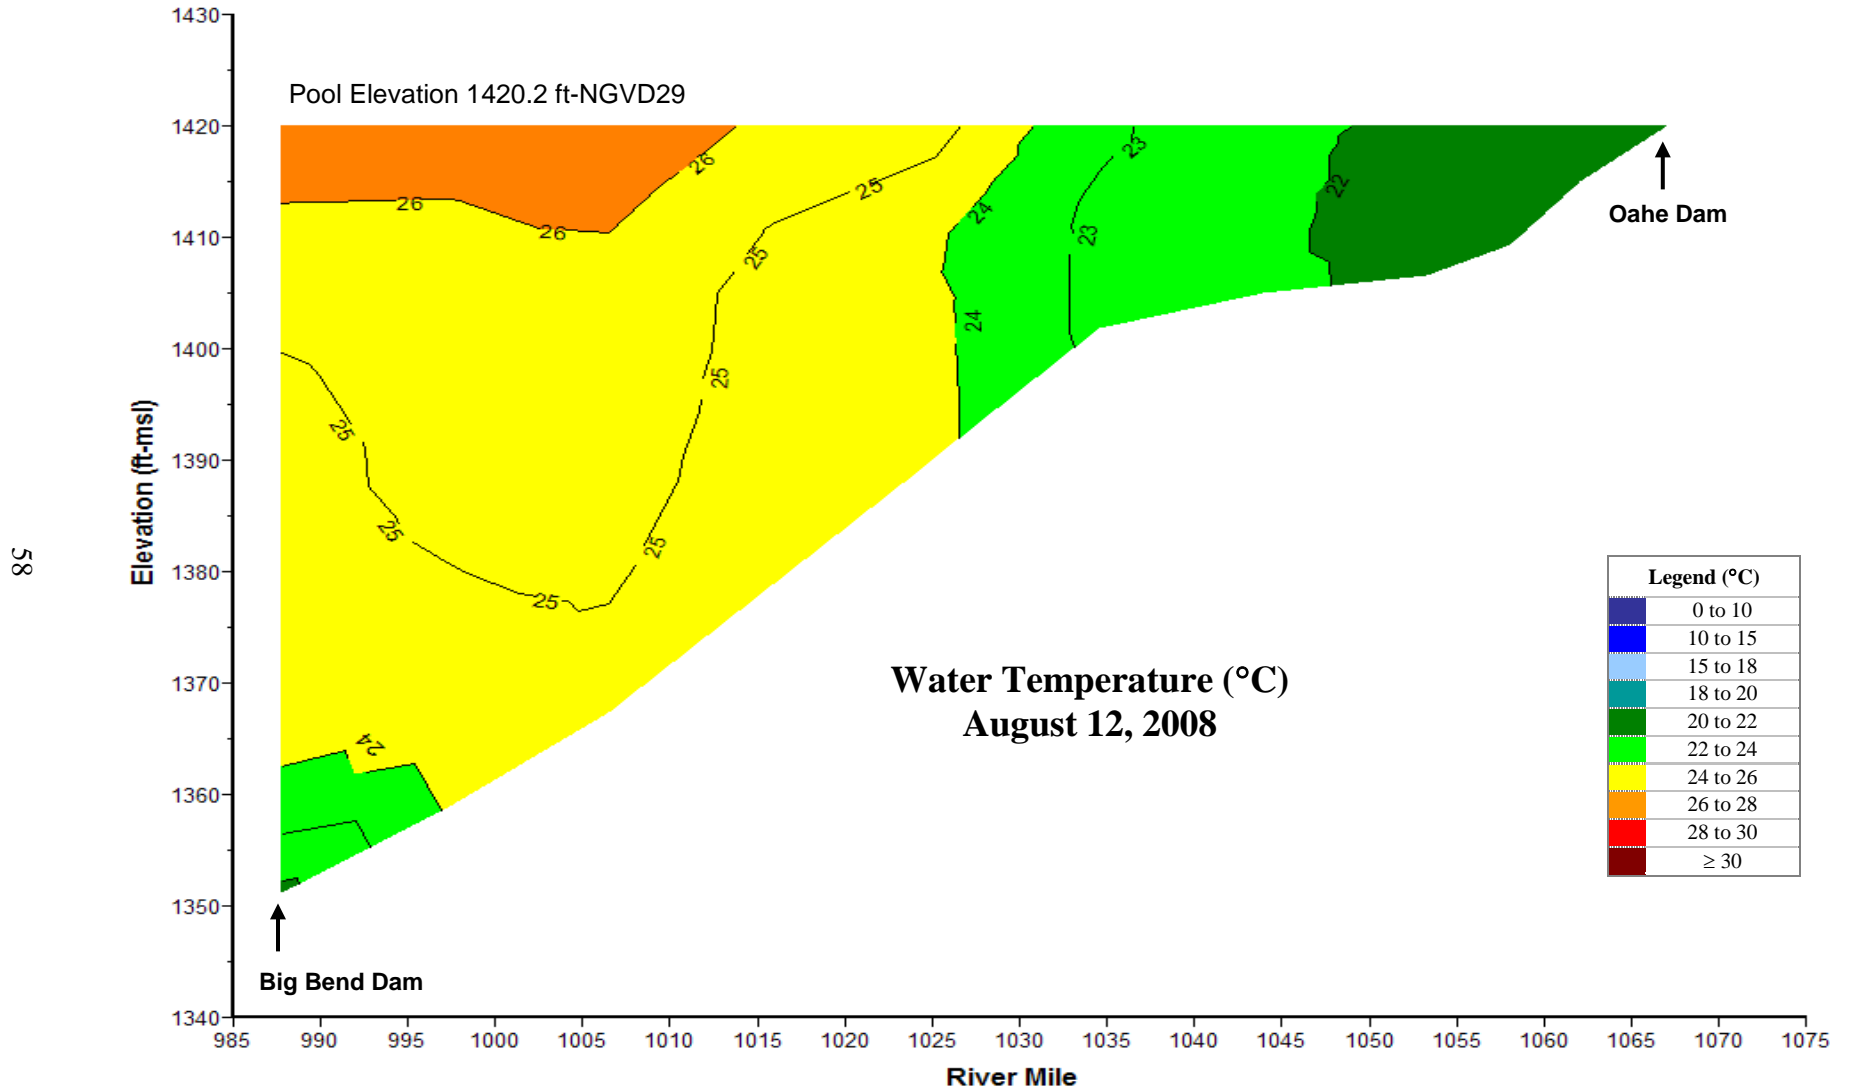 1430
Pool Elevation 1420.2 ft-NGVD29
1420
26
23
25
22
24
26
26
Oahe Dam
1410
23
25
24
1400
25
25
1390
Elevation (ft-msl)
25
25
58
1380
25
Legend (°C)
0 to 10
10 to 15
15 to 18
18 to 20
20 to 22
22 to 24
24 to 26
26 to 28
28 to 30
≥ 30
1370
Water Temperature (°C)
August 12, 2008
24
1360
1350
Big Bend Dam
1340
985 990 995 1000 1005 1010 1015 1020 1025 1030 1035 1040 1045 1050 1055 1060 1065 1070 1075
River Mile